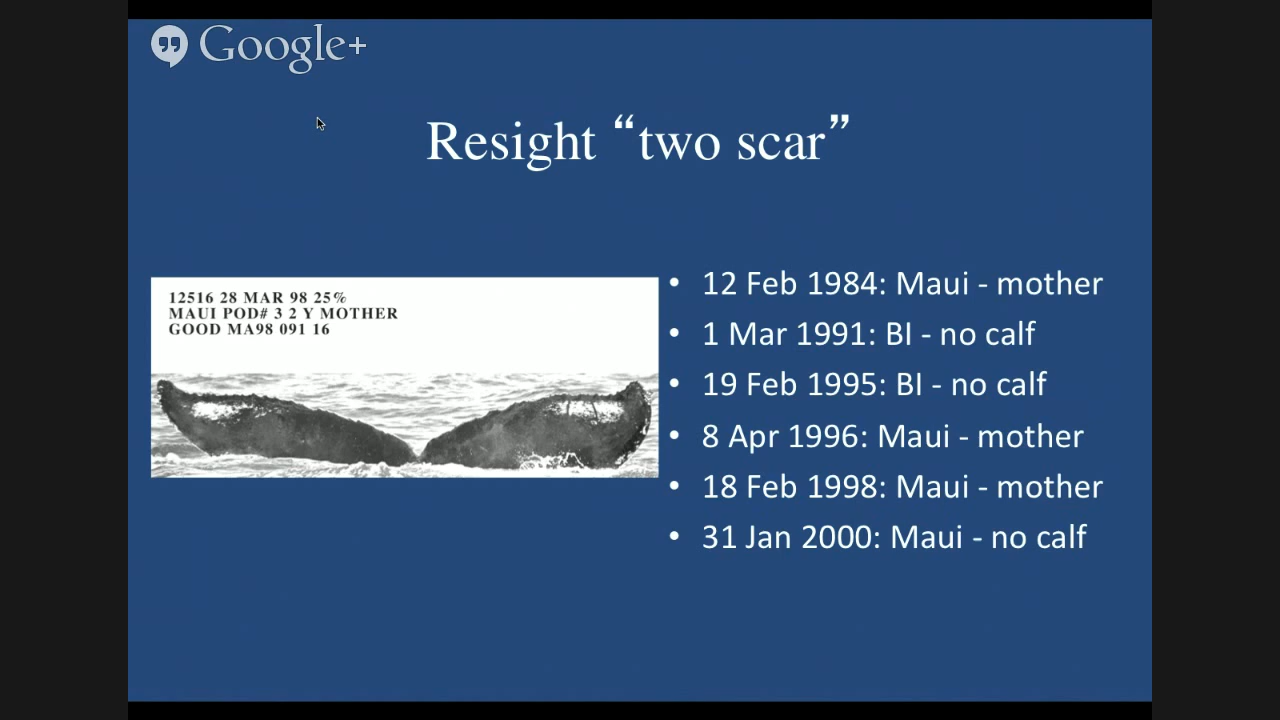 Google+
Resight “two scar”
12516 28 MAR 98 25%
MAUI POD# 3 2 Y MOTHER
GOOD MA98 091 16
• 12 Feb 1984: Maui - mother
• 1 Mar 1991: BI - no calf
• 19 Feb 1995: BI - no calf
• 8 Apr 1996: Maui - mother
• 18 Feb 1998: Maui - mother
• 31 Jan 2000: Maui - no calf